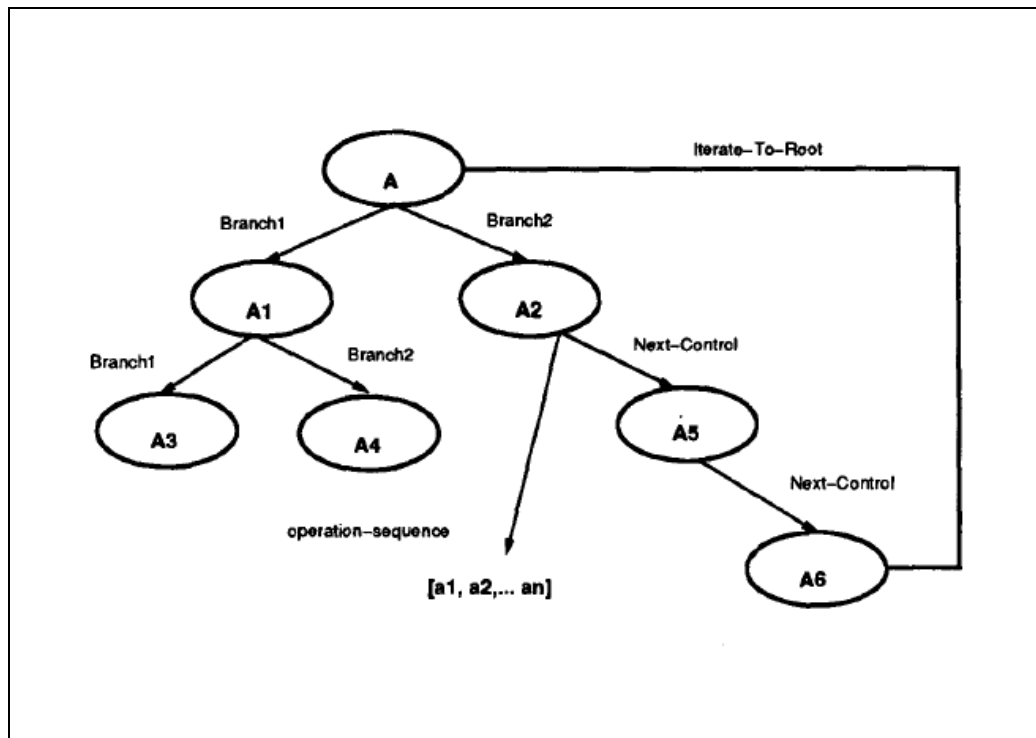 Iterate-To-Root
A
Branch1
Branch2
A1
A2
Branch1
Branch2
Next-Control
A3
A4
A5
Next-Control
operation-sequence
A6
[a1, a2,... an]